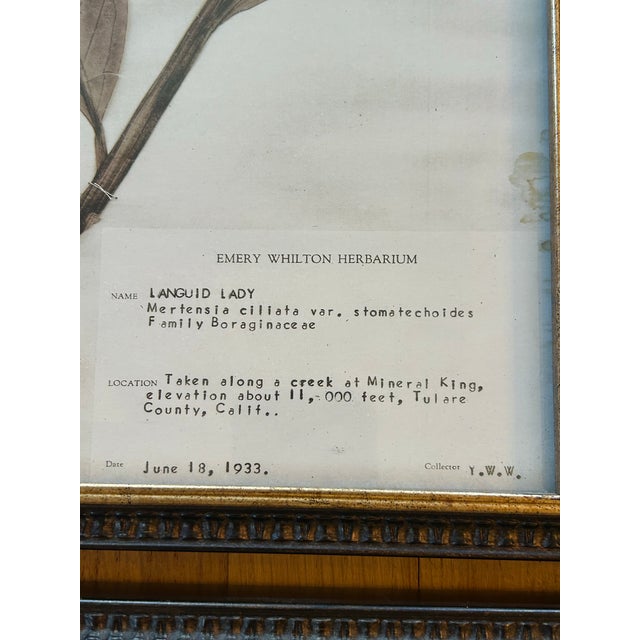 EMERY WHILTON HERBARIUM
NAME LANGUID LADY
Mertensia ciliata var. stomatechoides
Family Boraginaceae
LOCATION Taken along a creek at Mineral King,
elevation about 11,-000 feet, Tulare
County, Calif..
Date June 18, 1933. Collector Y.W.W.